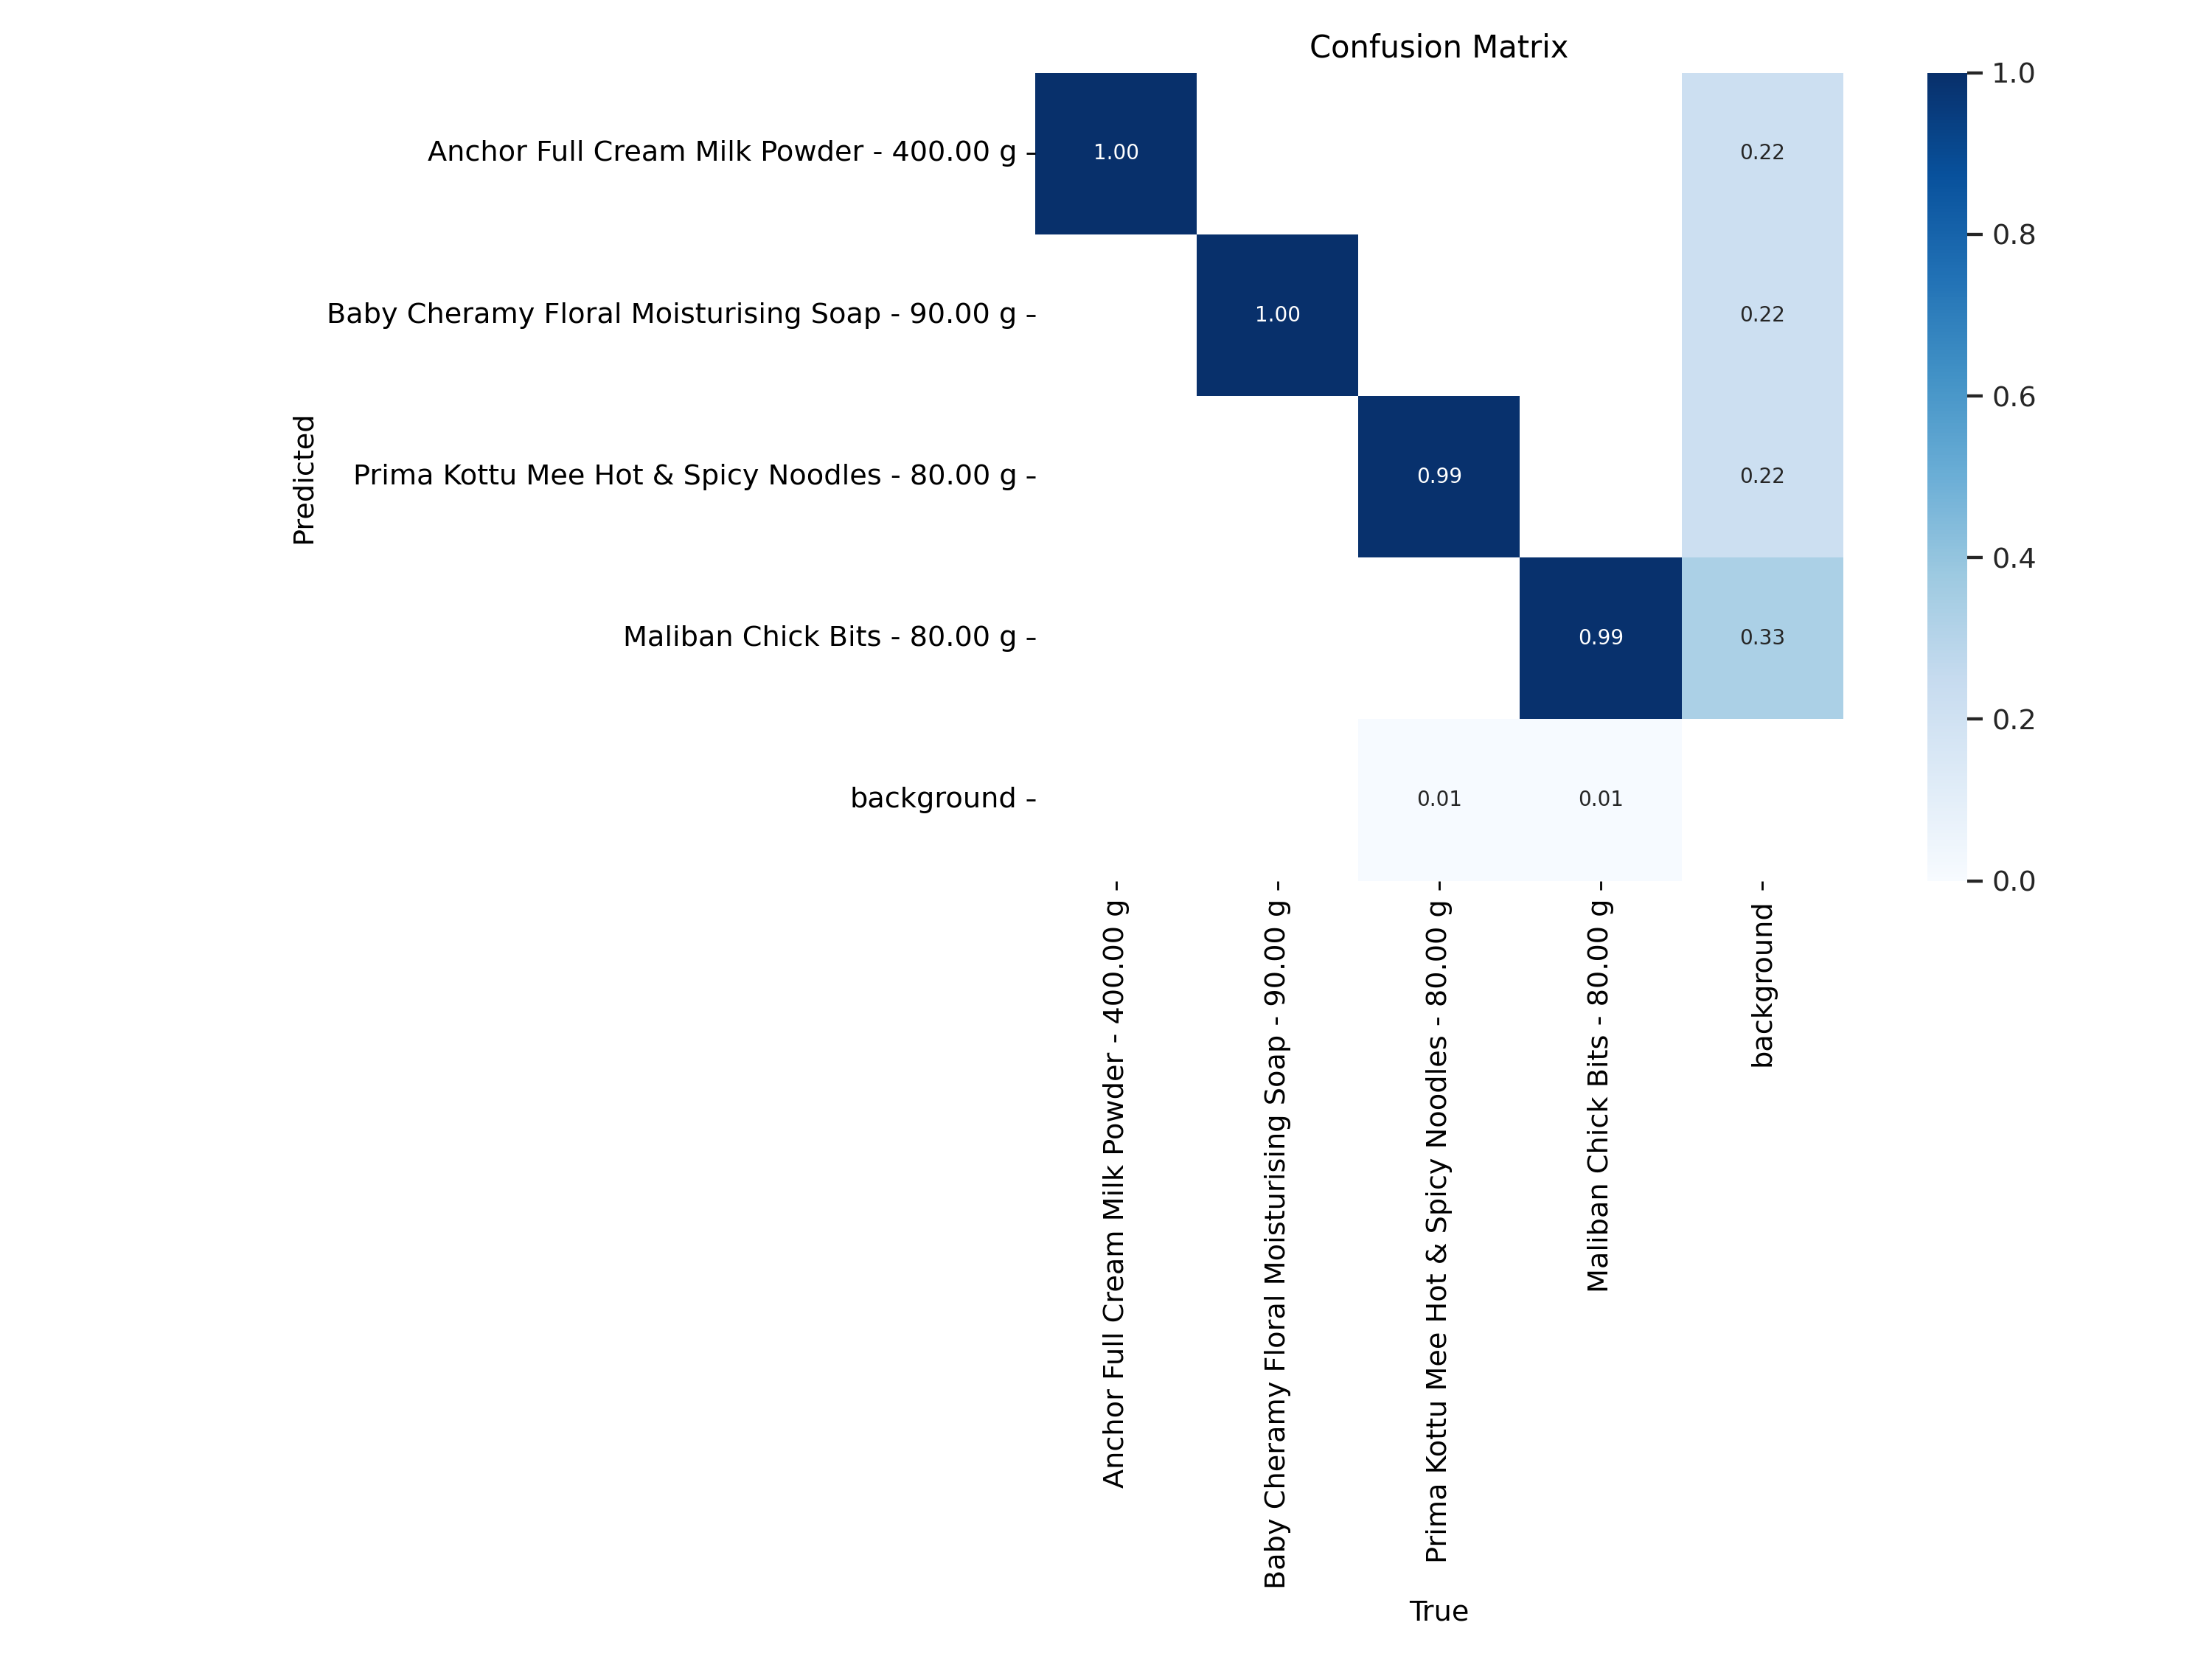 Confusion Matrix
Anchor Full Cream Milk Powder - 400.00 g
1.00
0.22
Baby Cheramy Floral Moisturising Soap - 90.00 g
1.00
0.22
Prima Kottu Mee Hot & Spicy Noodles - 80.00 g
0.99
0.22
Maliban Chick Bits - 80.00 g
0.99
0.33
background
0.01
0.01
Predicted
1.0
0.8
0.6
0.4
0.2
0.0
Anchor Full Cream Milk Powder - 400.00 g
Baby Cheramy Floral Moisturising Soap - 90.00 g
Prima Kottu Mee Hot & Spicy Noodles - 80.00 g
Maliban Chick Bits - 80.00 g
background
True